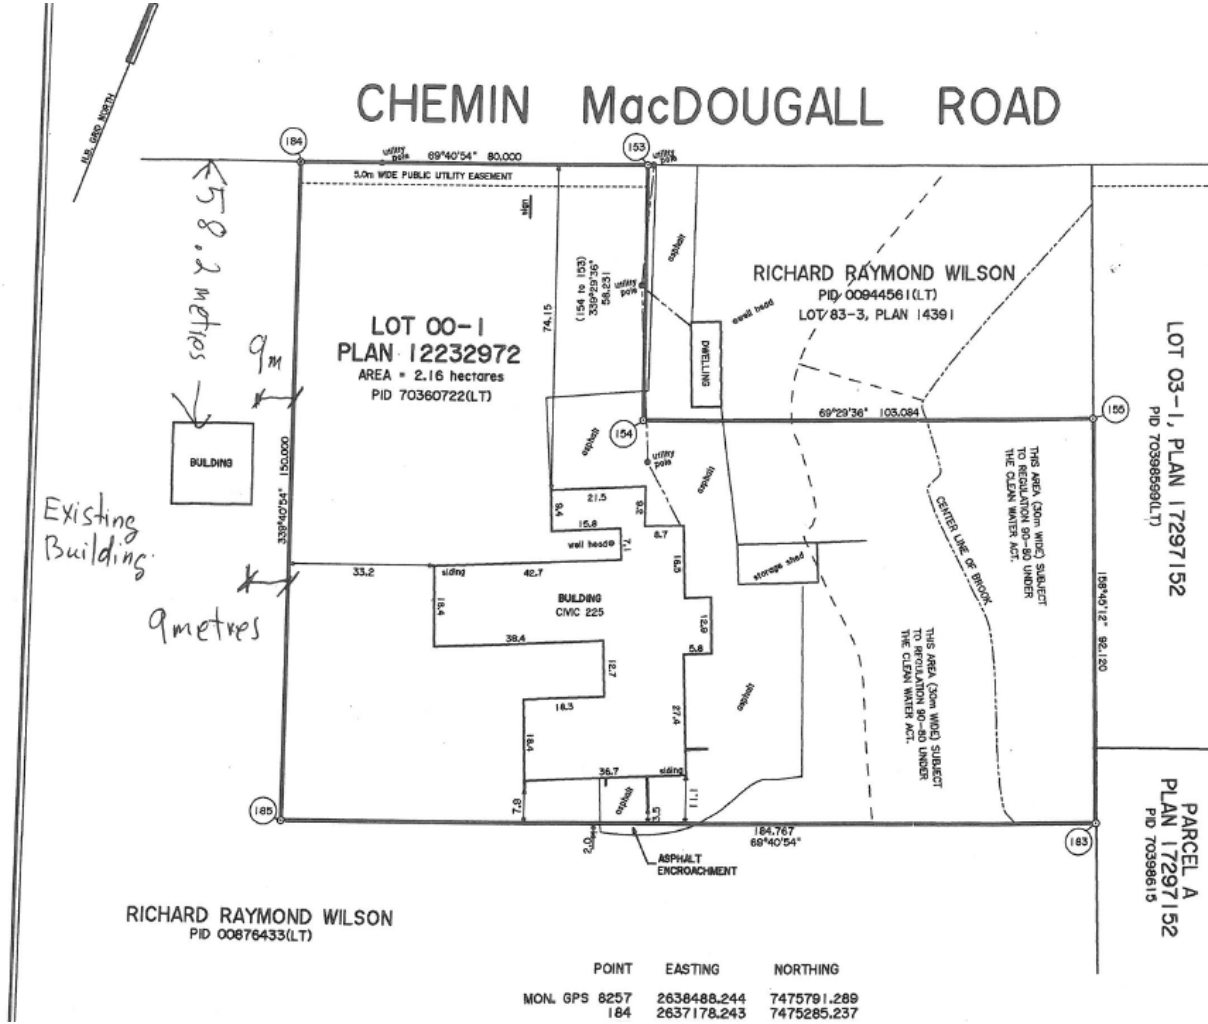 CHEMIN MacDOUGALL ROAD
N.B. GRID NORTH
184
utility
pole
69°40'54" 80.000
153
utility
pole
5.0m WIDE PUBLIC UTILITY EASEMENT
sign
58.2 metres
74.15
(154 to 153)
339°29'36"
58.231
utility
pole
asphalt
RICHARD RAYMOND WILSON
PID 00944561(LT)
LOT 83-3, PLAN 14391
well head
DWELLING
LOT 00-1
PLAN 12232972
AREA = 2.16 hectares
PID 70360722(LT)
9m
LOT 03-1, PLAN 17297152
PID 70398599(LT)
69°29'36" 103.084
155
154
BUILDING
339°40'54" 150.000
asphalt
utility
pole
asphalt
THIS AREA (30m WIDE) SUBJECT
TO REGULATION 90-80 UNDER
THE CLEAN WATER ACT.
Existing
Building.
21.5
9.4
9.2
15.8
8.7
well head
7.1
CENTER LINE OF BROOK
storage shed
33.2
siding
42.7
16.5
BUILDING
CIVIC 225
9 metres
18.4
12.9
158°45'12" 92.120
38.4
5.8
THIS AREA (30m WIDE) SUBJECT
TO REGULATION 90-80 UNDER
THE CLEAN WATER ACT.
12.7
18.3
27.4
asphalt
18.4
36.7
siding
7.8
asphalt
3.5
11.1
185
184.767
69°40'54"
183
2.0
ASPHALT
ENCROACHMENT
PARCEL A
PLAN 17297152
PID 70398615
RICHARD RAYMOND WILSON
PID 00876433(LT)
POINT EASTING NORTHING
MON. GPS 8257 2638488.244 7475791.289
184 2637178.243 7475285.237